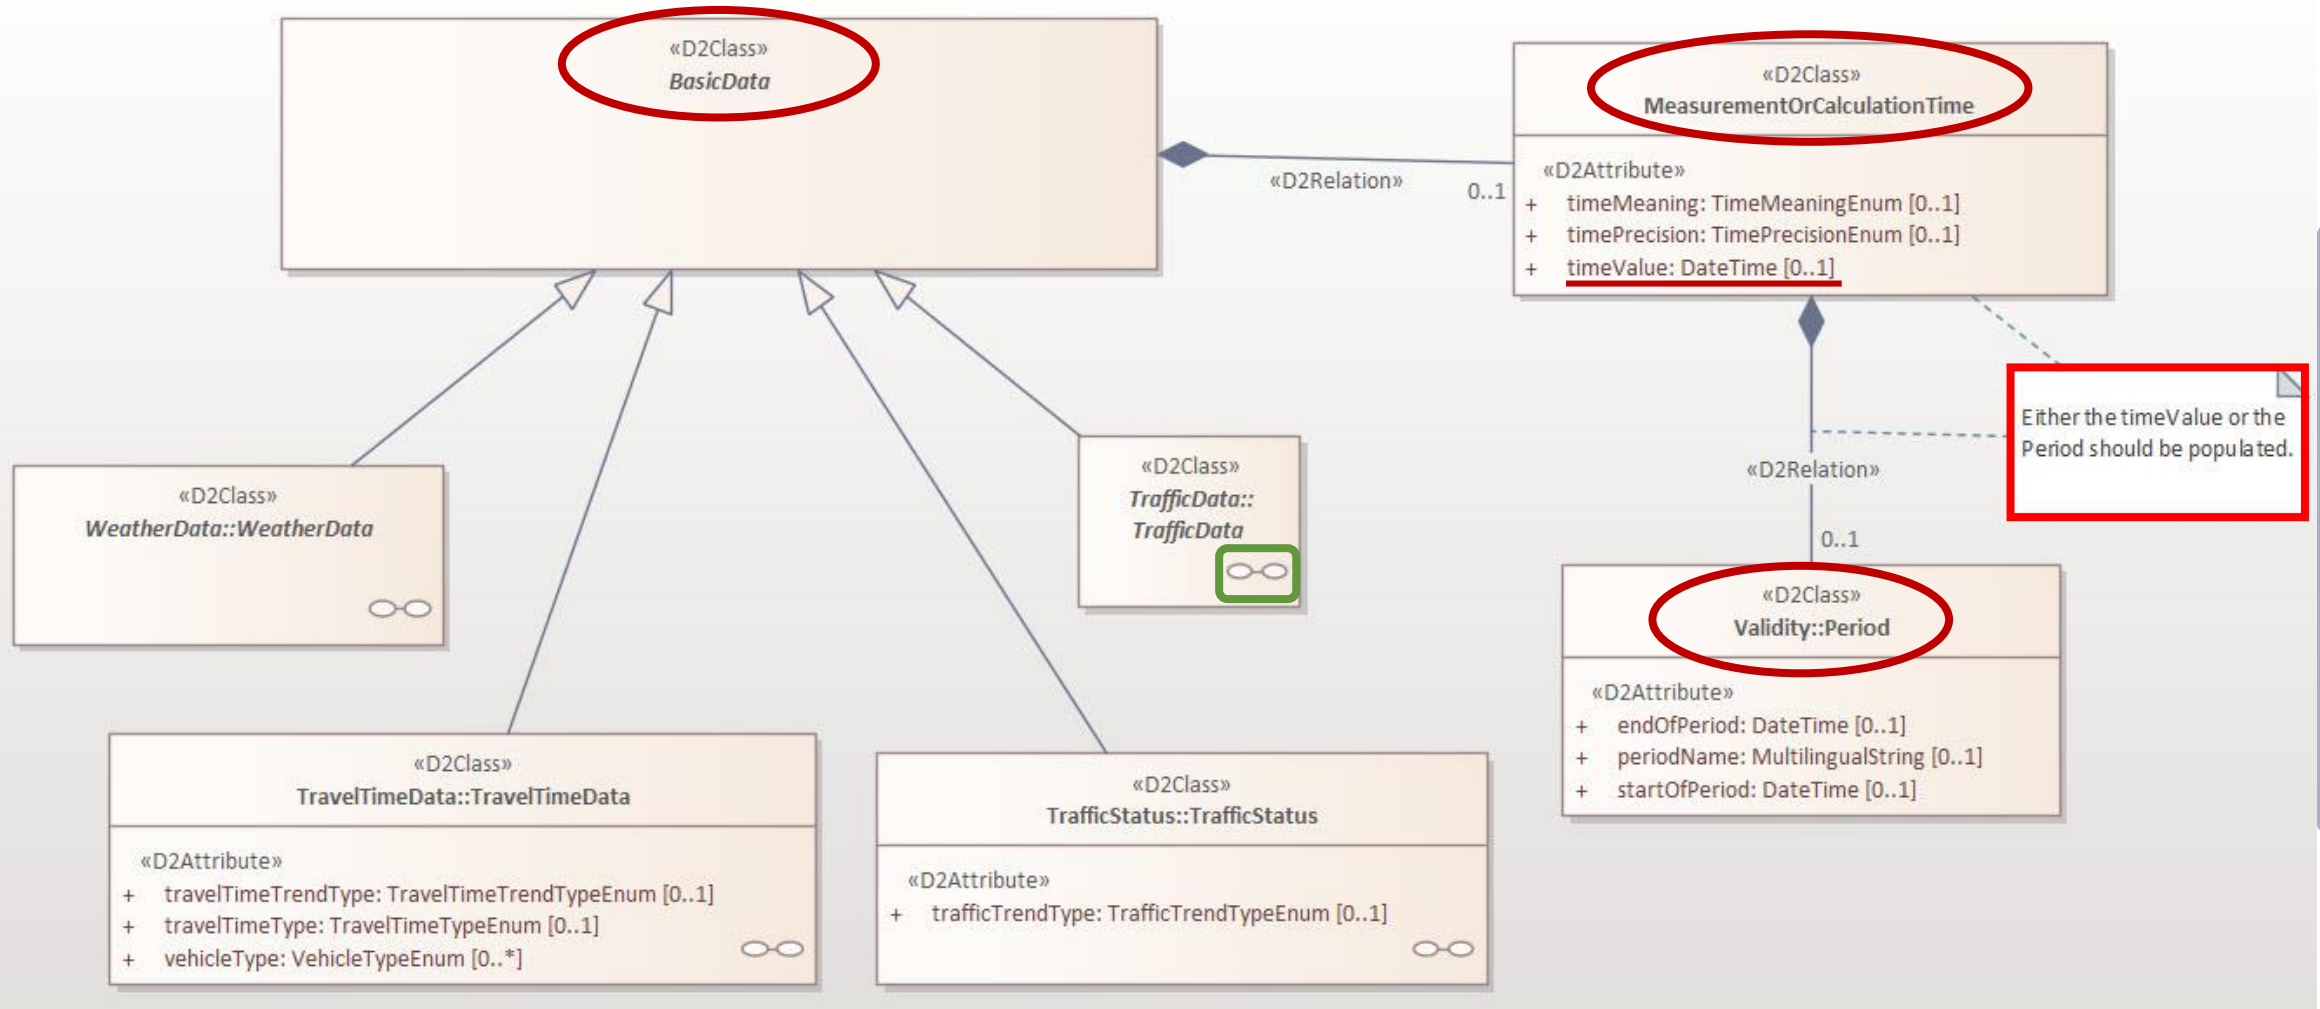 «D2Class»
BasicData
«D2Class»
MeasurementOrCalculationTime
«D2Attribute»
+ timeMeaning: TimeMeaningEnum [0..1]
+ timePrecision: TimePrecisionEnum [0..1]
+ timeValue: DateTime [0..1]
«D2Relation»
0..1
Either the timeValue or the
Period should be populated.
«D2Relation»
0..1
«D2Class»
WeatherData::WeatherData
«D2Class»
TrafficData::
TrafficData
«D2Class»
Validity::Period
«D2Attribute»
+ endOfPeriod: DateTime [0..1]
+ periodName: MultilingualString [0..1]
+ startOfPeriod: DateTime [0..1]
«D2Class»
TravelTimeData::TravelTimeData
«D2Attribute»
+ travelTimeTrendType: TravelTimeTrendTypeEnum [0..1]
+ travelTimeType: TravelTimeTypeEnum [0..1]
+ vehicleType: VehicleTypeEnum [0..*]
«D2Class»
TrafficStatus::TrafficStatus
«D2Attribute»
+ trafficTrendType: TrafficTrendTypeEnum [0..1]